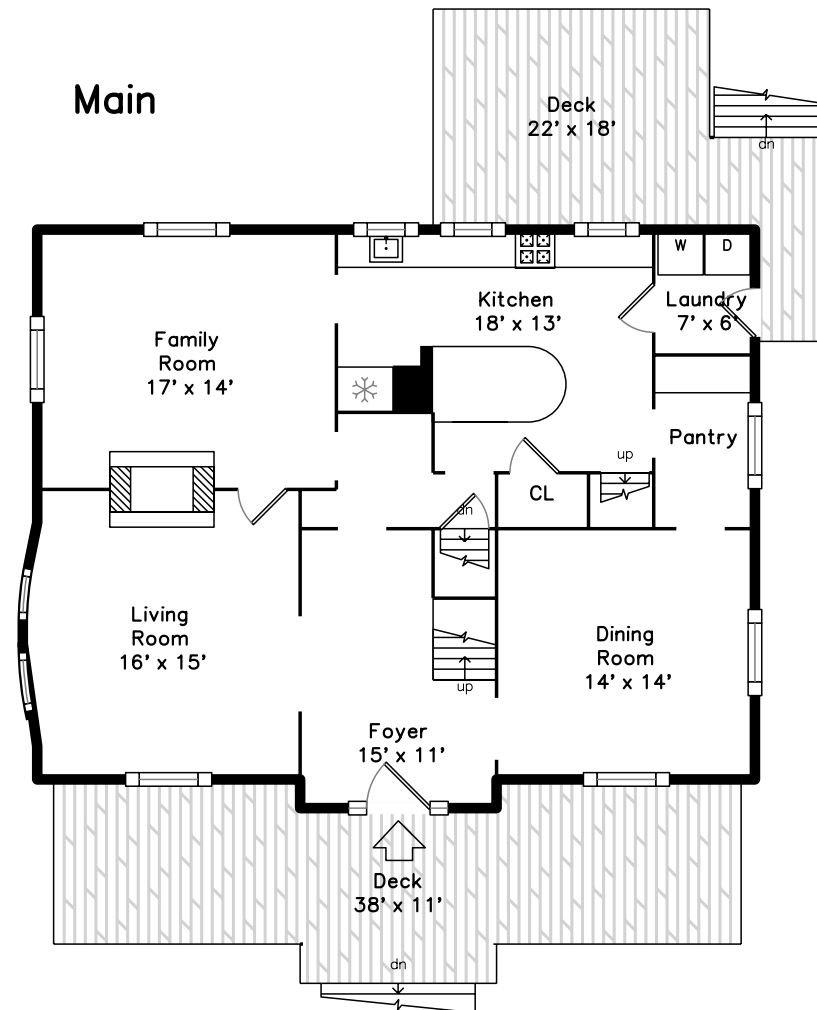 Main
Deck
22' x 18'
dn
W
D
Kitchen
18' x 13'
Laundry
7' x 6'
Family
Room
17' x 14'
Pantry
up
CL
dn
Living
Room
16' x 15'
Dining
Room
14' x 14'
up
Foyer
15' x 11'
Deck
38' x 11'
dn